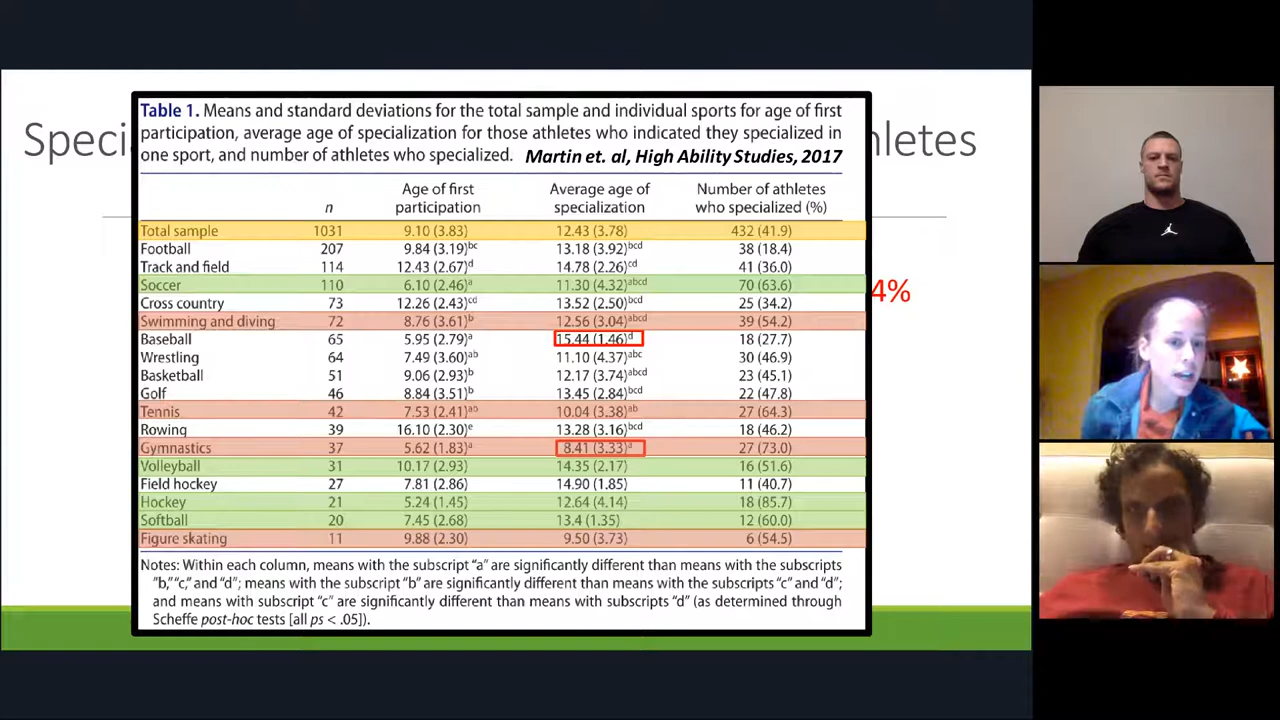 Speci
hletes
4%
Table 1. Means and standard deviations for the total sample and individual sports for age of first
participation, average age of specialization for those athletes who indicated they specialized in
one sport, and number of athletes who specialized. Martin et. al, High Ability Studies, 2017
n Age of first participation Average age of specialization Number of athletes who specialized (%)
Total sample 1031 9.10 (3.83) 12.43 (3.78) 432 (41.9)
Football 207 9.84 (3.19)bc 13.18 (3.92)bcd 38 (18.4)
Track and field 114 12.43 (2.67)d 14.78 (2.26)cd 41 (36.0)
Soccer 110 6.10 (2.46)a 11.30 (4.32)abcd 70 (63.6)
Cross country 73 12.26 (2.43)cd 13.52 (2.50)bcd 25 (34.2)
Swimming and diving 72 8.76 (3.61)b 12.56 (3.04)abcd 39 (54.2)
Baseball 65 5.95 (2.79)a 15.44 (1.46)d 18 (27.7)
Wrestling 64 7.49 (3.60)ab 11.10 (4.37)abc 30 (46.9)
Basketball 51 9.06 (2.93)b 12.17 (3.74)abcd 23 (45.1)
Golf 46 8.84 (3.51)b 13.45 (2.84)bcd 22 (47.8)
Tennis 42 7.53 (2.41)ab 10.04 (3.38)ab 27 (64.3)
Rowing 39 16.10 (2.30)e 13.28 (3.16)bcd 18 (46.2)
Gymnastics 37 5.62 (1.83)a 8.41 (3.33)a 27 (73.0)
Volleyball 31 10.17 (2.93) 14.35 (2.17) 16 (51.6)
Field hockey 27 7.81 (2.86) 14.90 (1.85) 11 (40.7)
Hockey 21 5.24 (1.45) 12.64 (4.14) 18 (85.7)
Softball 20 7.45 (2.68) 13.4 (1.35) 12 (60.0)
Figure skating 11 9.88 (2.30) 9.50 (3.73) 6 (54.5)
Notes: Within each column, means with the subscript "a" are significantly different than means with the subscripts
"b," "c," and "d"; means with the subscript "b" are significantly different than means with the subscripts "c" and "d";
and means with subscript "c" are significantly different than means with subscripts "d" (as determined through
Scheffe post-hoc tests [all ps < .05]).